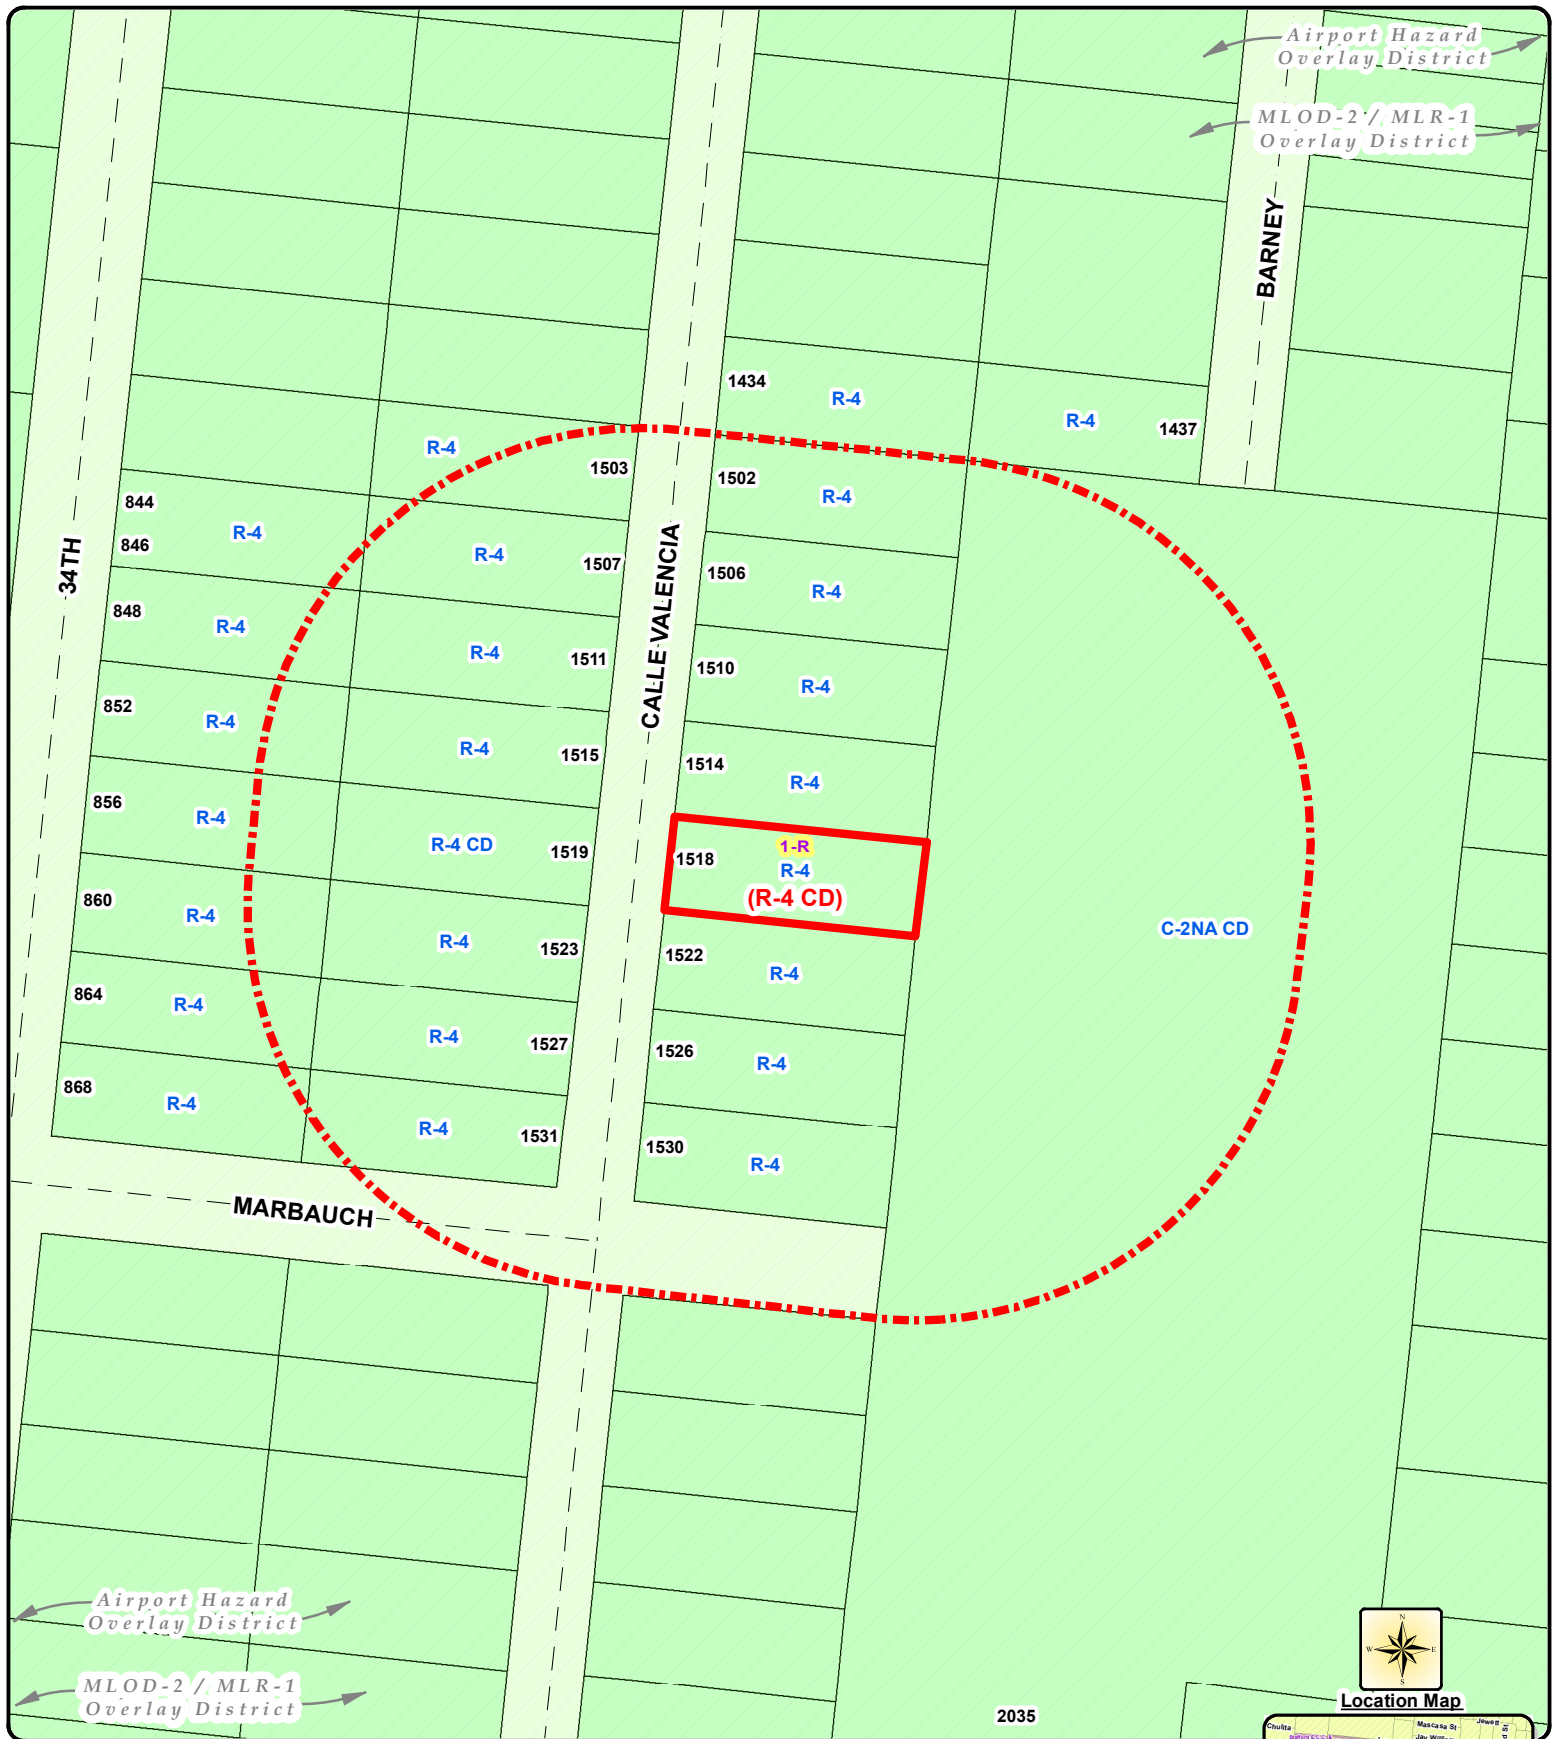 Airport Hazard
Overlay District
MLOD-2 / MLR-1
Overlay District
BARNEY
1434
R-4
R-4
1437
R-4
1503
1502
R-4
844
R-4
846
R-4
1507
1506
R-4
34TH
CALLE VALENCIA
848
R-4
R-4
1511
1510
R-4
852
R-4
R-4
1515
1514
R-4
856
R-4
R-4 CD
1519
1518
1-R
R-4
(R-4 CD)
860
R-4
R-4
1523
1522
R-4
C-2NA CD
864
R-4
R-4
1527
1526
R-4
868
R-4
R-4
1531
1530
R-4
MARBAUCH
Airport Hazard
Overlay District
MLOD-2 / MLR-1
Overlay District
2035
N
W
E
S
Location Map
Chulita
Mascasa St
Jewett